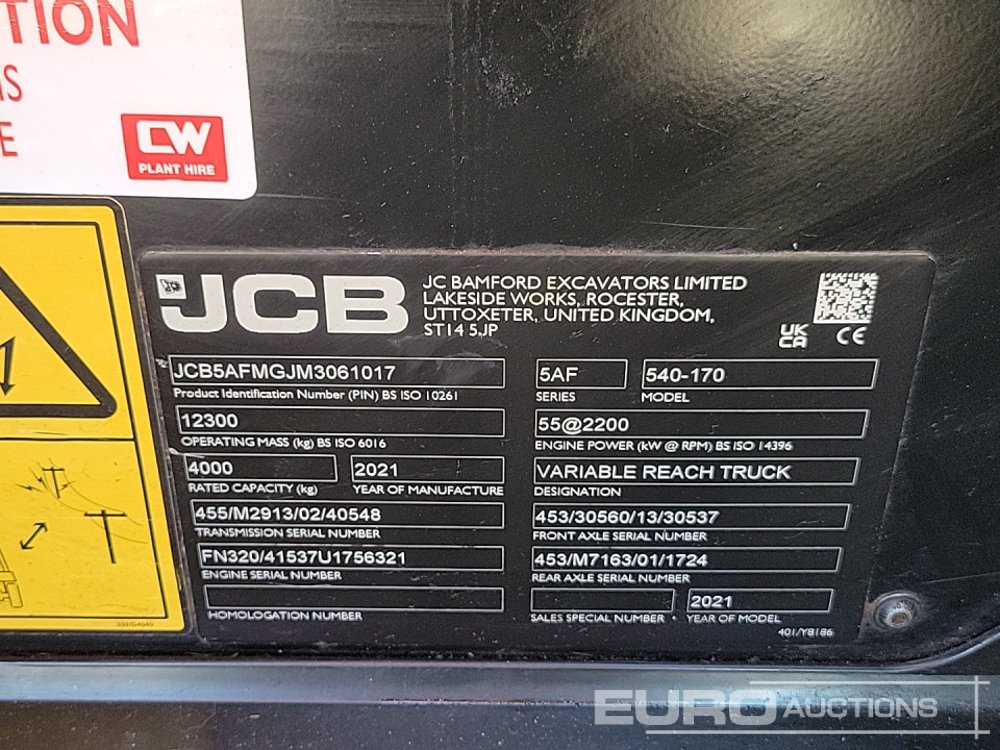 TION
IS
E
CW
PLANT HIRE
JCB
JC BAMFORD EXCAVATORS LIMITED
LAKESIDE WORKS, ROCESTER,
UTTOXETER, UNITED KINGDOM,
ST14 5JP
UK
CA
CE
JCB5AFMGJM3061017
Product Identification Number (PIN) BS ISO 10261
5AF
SERIES
540-170
MODEL
12300
OPERATING MASS (kg) BS ISO 6016
55@2200
ENGINE POWER (kW @ RPM) BS ISO 14396
4000
RATED CAPACITY (kg)
2021
YEAR OF MANUFACTURE
VARIABLE REACH TRUCK
DESIGNATION
455/M2913/02/40548
TRANSMISSION SERIAL NUMBER
453/30560/13/30537
FRONT AXLE SERIAL NUMBER
FN320/41537U1756321
ENGINE SERIAL NUMBER
453/M7163/01/1724
REAR AXLE SERIAL NUMBER
HOMOLOGATION NUMBER
SALES SPECIAL NUMBER
2021
YEAR OF MODEL
401/Y8186
EURO AUCTIONS